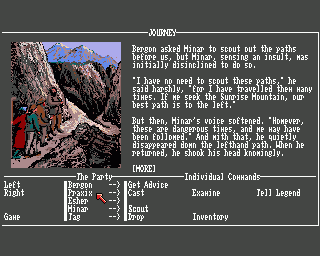 JOURNEY
Bergon asked Minar to scout out the paths
before us, but Minar, sensing an insult, was
initially disinclined to do so.
"I have no need to scout these paths," he
said harshly, "for I have travelled them many
times. If we seek the Sunrise Mountain, our
best path is to the left."
But then, Minar's voice softened. "However,
these are dangerous times, and we may have
been followed." And with that, he quietly
disappeared down the lefthand path. When he
returned, he shook his head knowingly.
[MORE]
The Party Individual Commands
Left Bergon --> Get Advice
Right Praxix --> Cast Examine Tell Legend
Esher -->
Minar --> Scout
Game Tag --> Drop Inventory